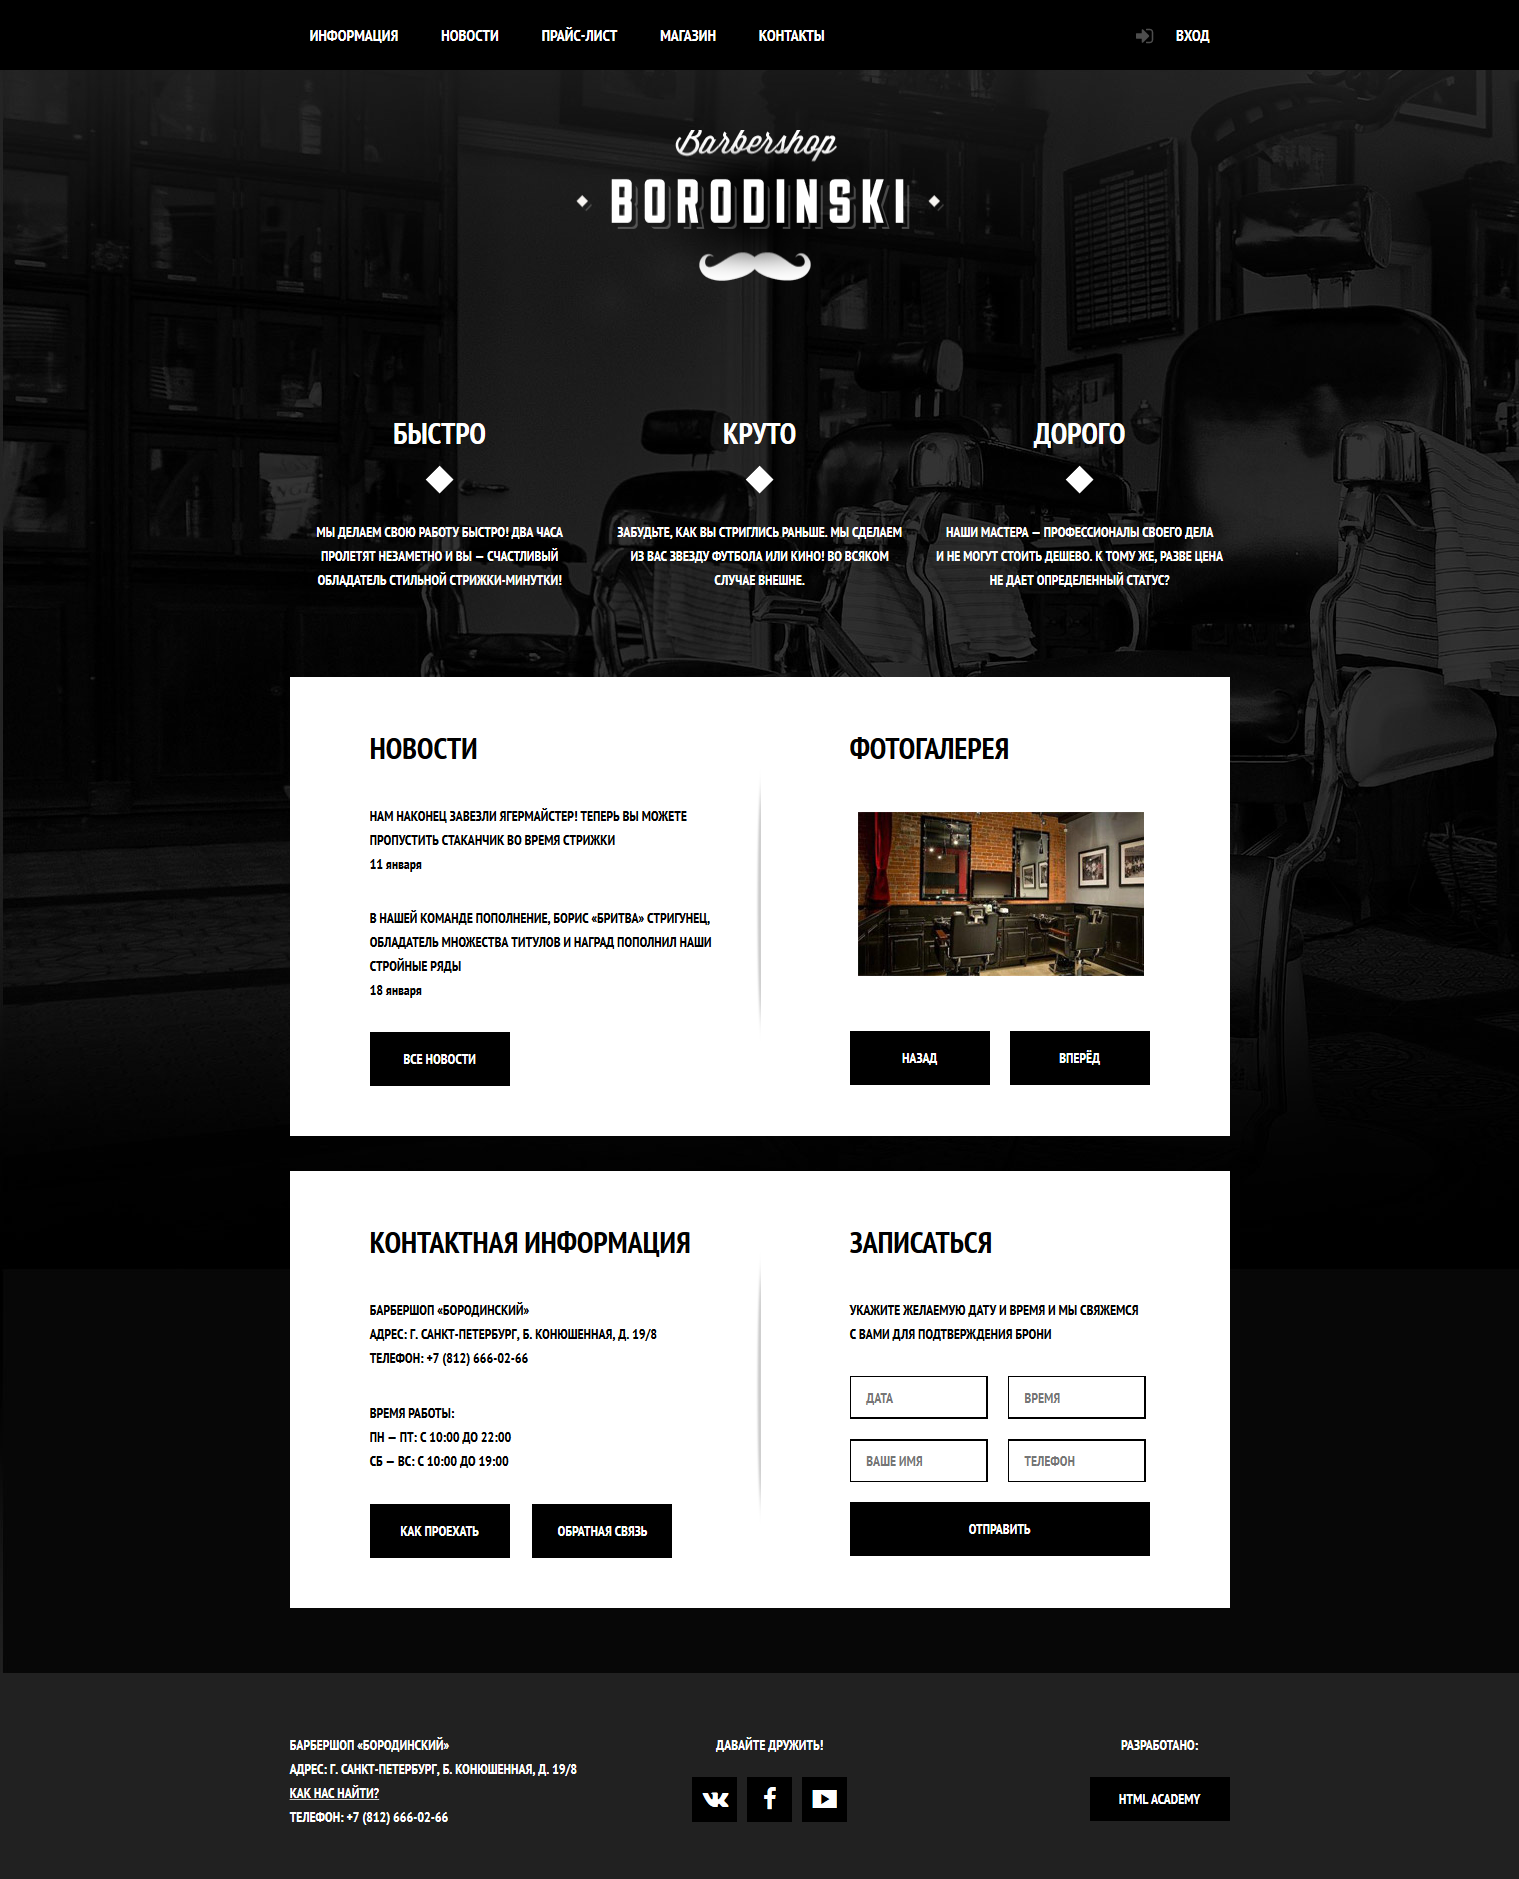 ИНФОРМАЦИЯ НОВОСТИ ПРАЙС-ЛИСТ МАГАЗИН КОНТАКТЫ ВХОД
Barbershop
BORODINSKI
БЫСТРО
МЫ ДЕЛАЕМ СВОЮ РАБОТУ БЫСТРО! ДВА ЧАСА
ПРОЛЕТЯТ НЕЗАМЕТНО И ВЫ — СЧАСТЛИВЫЙ
ОБЛАДАТЕЛЬ СТИЛЬНОЙ СТРИЖКИ-МИНУТКИ!
КРУТО
ЗАБУДЬТЕ, КАК ВЫ СТРИГЛИСЬ РАНЬШЕ. МЫ СДЕЛАЕМ
ИЗ ВАС ЗВЕЗДУ ФУТБОЛА ИЛИ КИНО! ВО ВСЯКОМ
СЛУЧАЕ ВНЕШНЕ.
ДОРОГО
НАШИ МАСТЕРА — ПРОФЕССИОНАЛЫ СВОЕГО ДЕЛА
И НЕ МОГУТ СТОИТЬ ДЕШЕВО. К ТОМУ ЖЕ, РАЗВЕ ЦЕНА
НЕ ДАЕТ ОПРЕДЕЛЕННЫЙ СТАТУС?
НОВОСТИ
НАМ НАКОНЕЦ ЗАВЕЗЛИ ЯГЕРМАЙСТЕР! ТЕПЕРЬ ВЫ МОЖЕТЕ
ПРОПУСТИТЬ СТАКАНЧИК ВО ВРЕМЯ СТРИЖКИ
11 января
В НАШЕЙ КОМАНДЕ ПОПОЛНЕНИЕ, БОРИС «БРИТВА» СТРИГУНЕЦ,
ОБЛАДАТЕЛЬ МНОЖЕСТВА ТИТУЛОВ И НАГРАД ПОПОЛНИЛ НАШИ
СТРОЙНЫЕ РЯДЫ
18 января
ВСЕ НОВОСТИ
ФОТОГАЛЕРЕЯ
НАЗАД ВПЕРЁД
КОНТАКТНАЯ ИНФОРМАЦИЯ
БАРБЕРШОП «БОРОДИНСКИЙ»
АДРЕС: Г. САНКТ-ПЕТЕРБУРГ, Б. КОНЮШЕННАЯ, Д. 19/8
ТЕЛЕФОН: +7 (812) 666-02-66
ВРЕМЯ РАБОТЫ:
ПН — ПТ: С 10:00 ДО 22:00
СБ — ВС: С 10:00 ДО 19:00
КАК ПРОЕХАТЬ ОБРАТНАЯ СВЯЗЬ
ЗАПИСАТЬСЯ
УКАЖИТЕ ЖЕЛАЕМУЮ ДАТУ И ВРЕМЯ И МЫ СВЯЖЕМСЯ
С ВАМИ ДЛЯ ПОДТВЕРЖДЕНИЯ БРОНИ
ДАТА ВРЕМЯ
ВАШЕ ИМЯ ТЕЛЕФОН
ОТПРАВИТЬ
БАРБЕРШОП «БОРОДИНСКИЙ»
АДРЕС: Г. САНКТ-ПЕТЕРБУРГ, Б. КОНЮШЕННАЯ, Д. 19/8
КАК НАС НАЙТИ?
ТЕЛЕФОН: +7 (812) 666-02-66
ДАВАЙТЕ ДРУЖИТЬ!
РАЗРАБОТАНО:
HTML ACADEMY